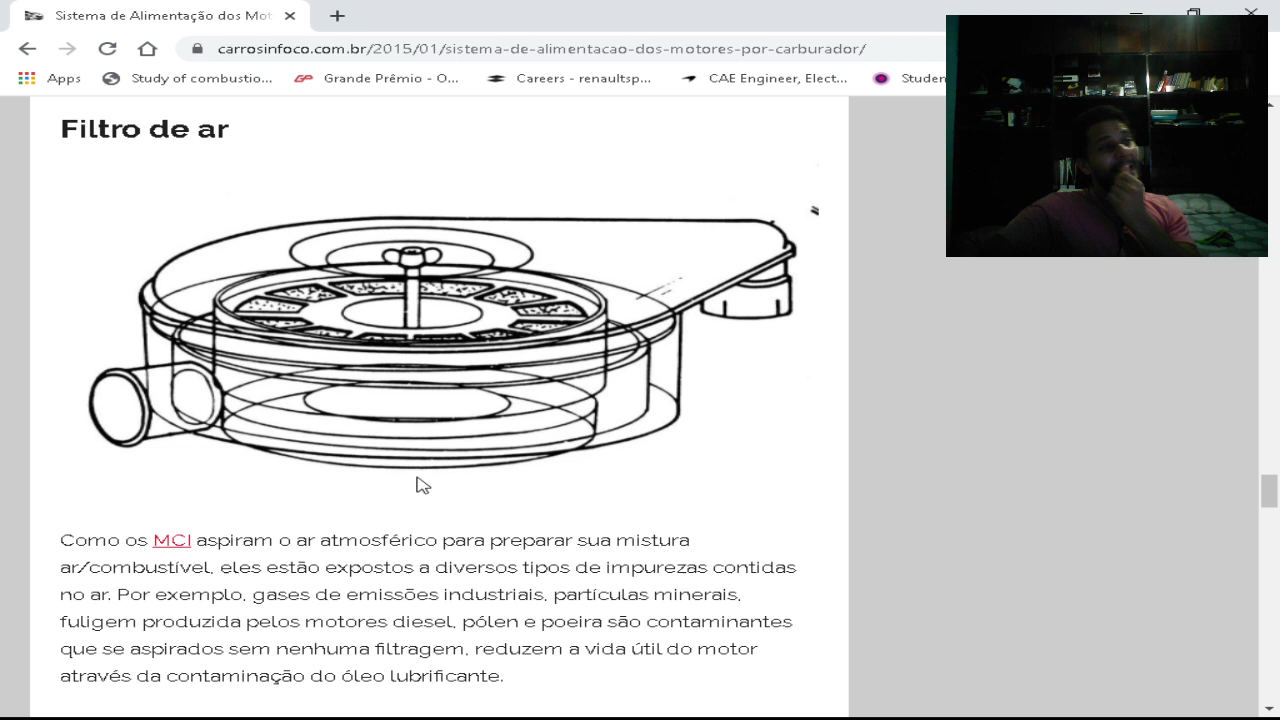 Sistema de Alimentação dos Mot
carrosinfoco.com.br/2015/01/sistema-de-alimentacao-dos-motores-por-carburador/
Apps Study of combustio... GP Grande Prêmio - O... Careers - renaultsp... CAE Engineer, Elect... Studen
Filtro de ar
Como os MCI aspiram o ar atmosférico para preparar sua mistura
ar/combustível, eles estão expostos a diversos tipos de impurezas contidas
no ar. Por exemplo, gases de emissões industriais, partículas minerais,
fuligem produzida pelos motores diesel, pólen e poeira são contaminantes
que se aspirados sem nenhuma filtragem, reduzem a vida útil do motor
através da contaminação do óleo lubrificante.